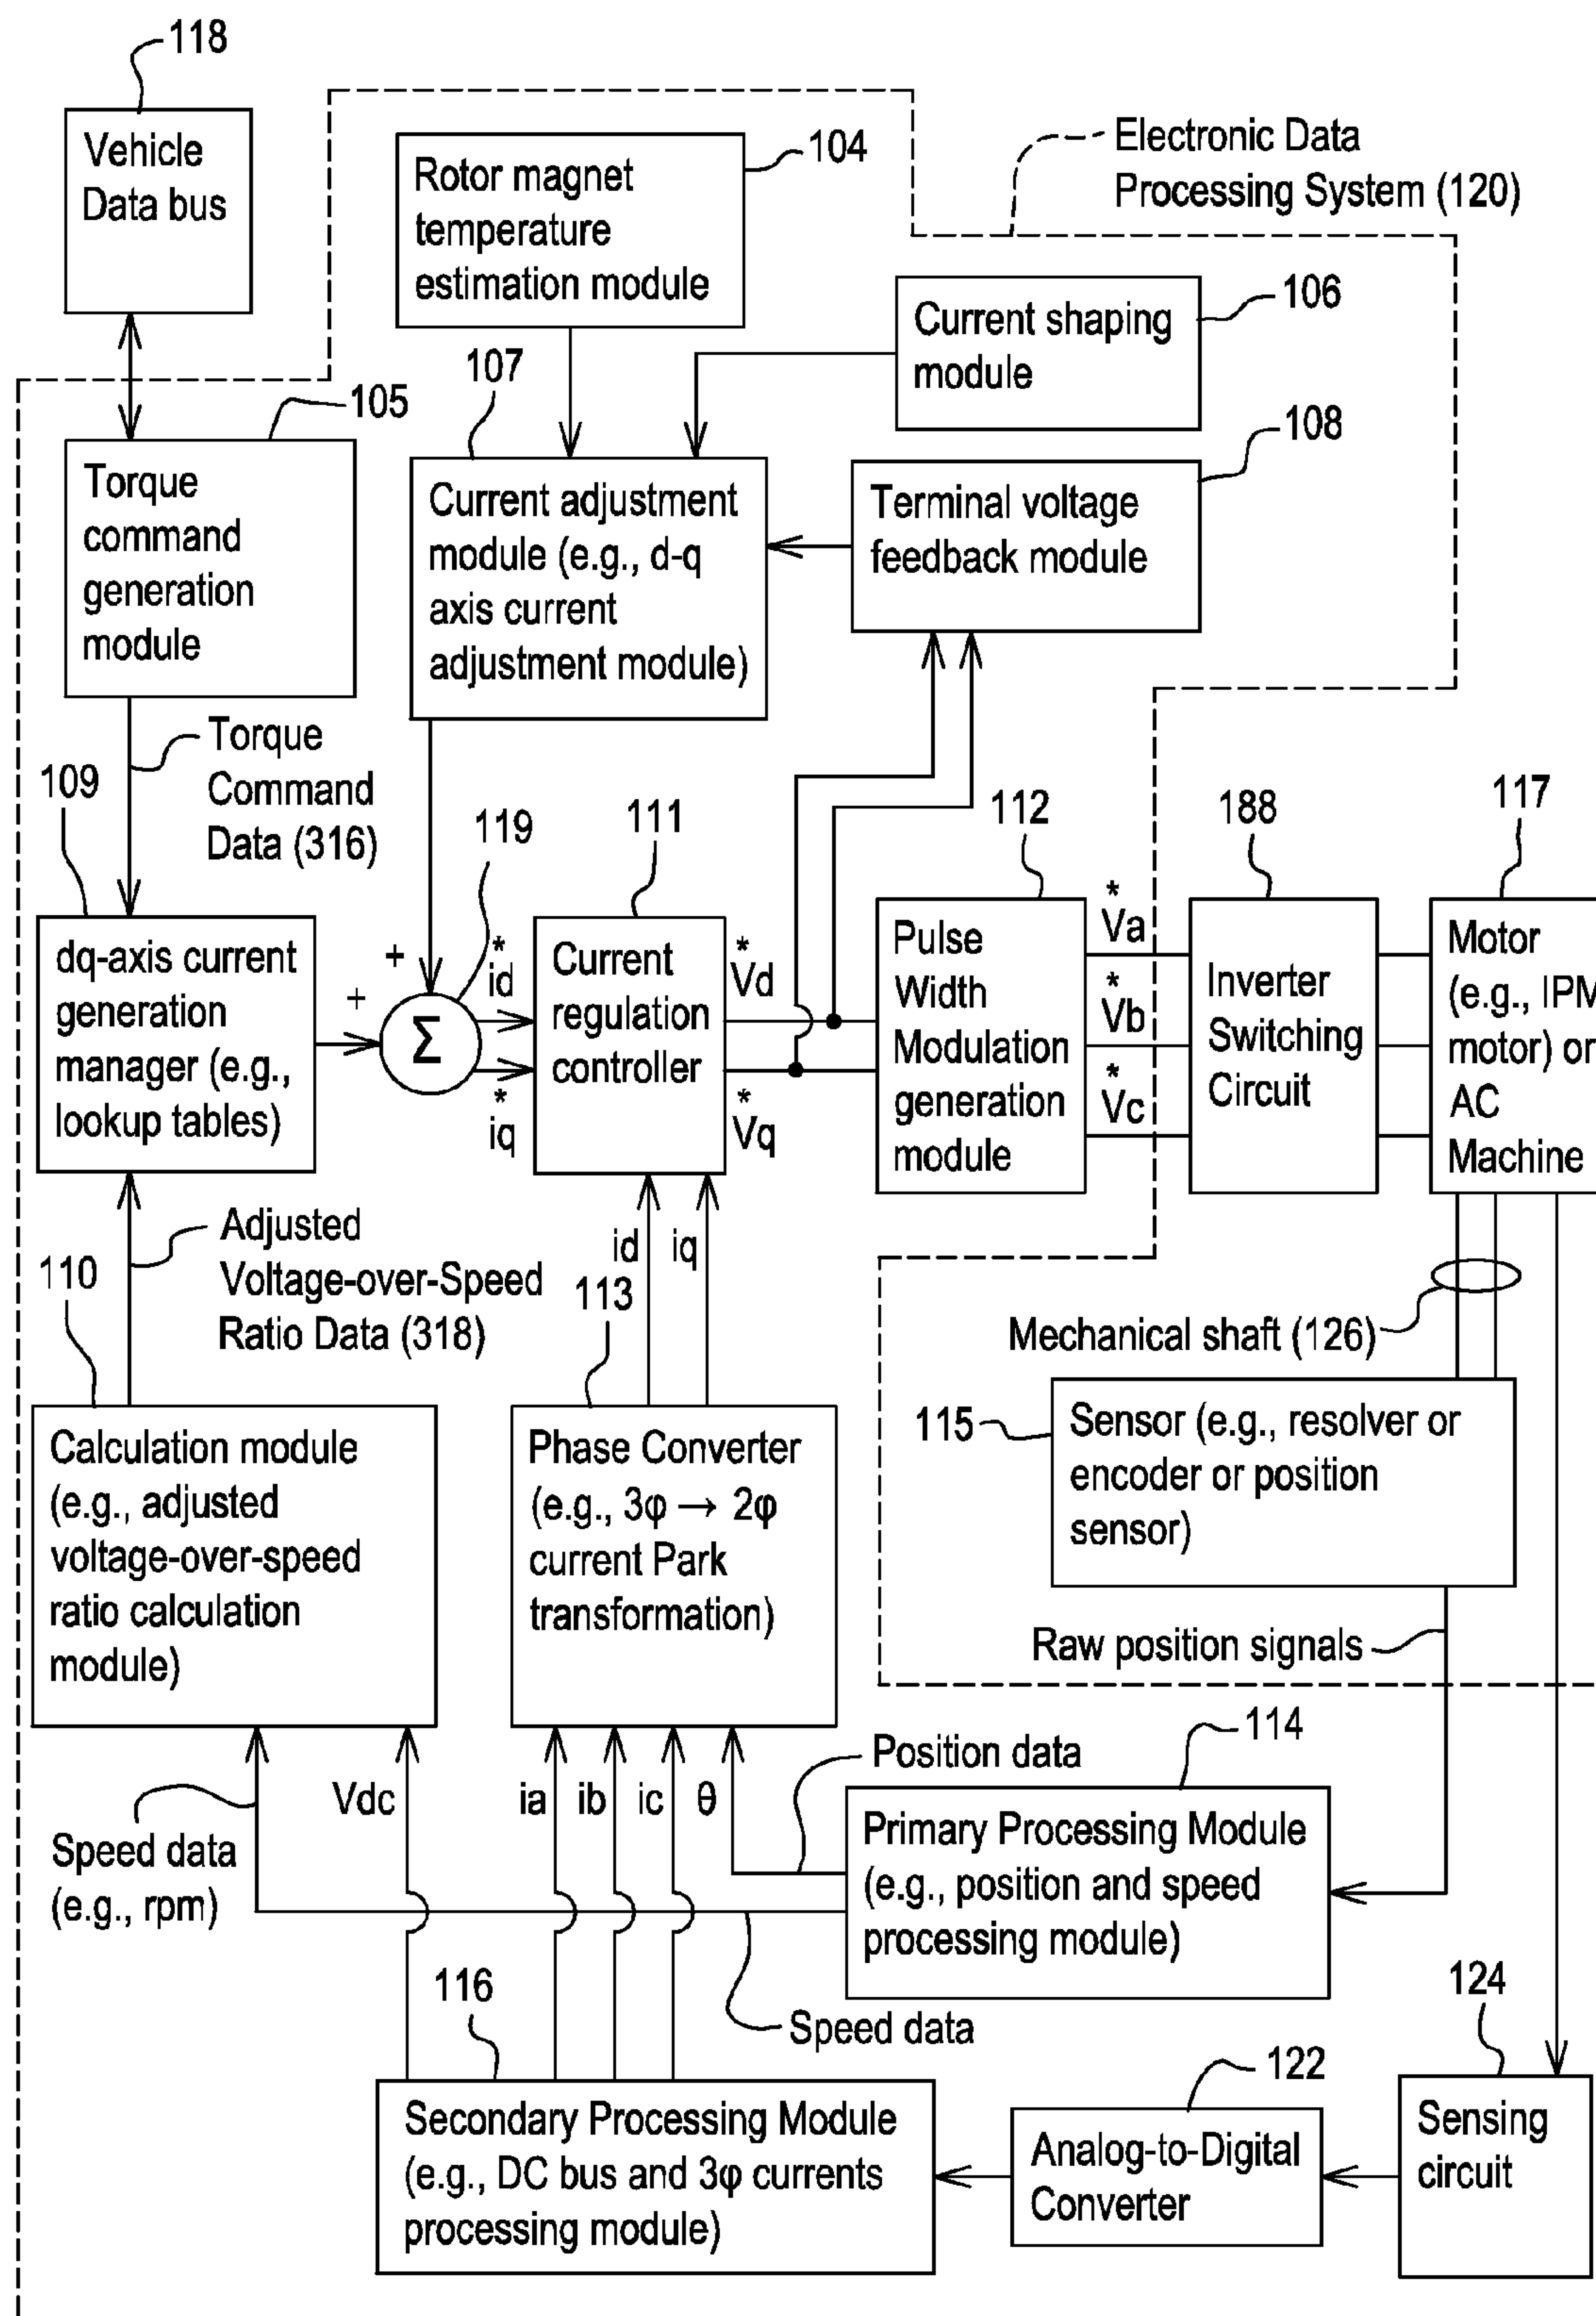 118
Vehicle
Data bus
Rotor magnet
temperature
estimation module
104
Electronic Data
Processing System (120)
Current shaping
module
106
107
105
108
Torque
command
generation
module
Current adjustment
module (e.g., d-q
axis current
adjustment module)
Terminal voltage
feedback module
Torque
Command
Data (316)
109
119
111
112
188
117
dq-axis current
generation
manager (e.g.,
lookup tables)
+
+
Σ
*
id
*
iq
Current
regulation
controller
*
Vd
*
Vq
Pulse
Width
Modulation
generation
module
*
Va
*
Vb
*
Vc
Inverter
Switching
Circuit
Motor
(e.g., IPM
motor) or
AC
Machine
110
Adjusted
Voltage-over-Speed
Ratio Data (318)
id
iq
113
Mechanical shaft (126)
Calculation module
(e.g., adjusted
voltage-over-speed
ratio calculation
module)
Phase Converter
(e.g., 3φ → 2φ
current Park
transformation)
115
Sensor (e.g., resolver or
encoder or position
sensor)
Raw position signals
114
Position data
Speed data
(e.g., rpm)
Vdc
ia
ib
ic
θ
Primary Processing Module
(e.g., position and speed
processing module)
116
Speed data
122
124
Secondary Processing Module
(e.g., DC bus and 3φ currents
processing module)
Analog-to-Digital
Converter
Sensing
circuit